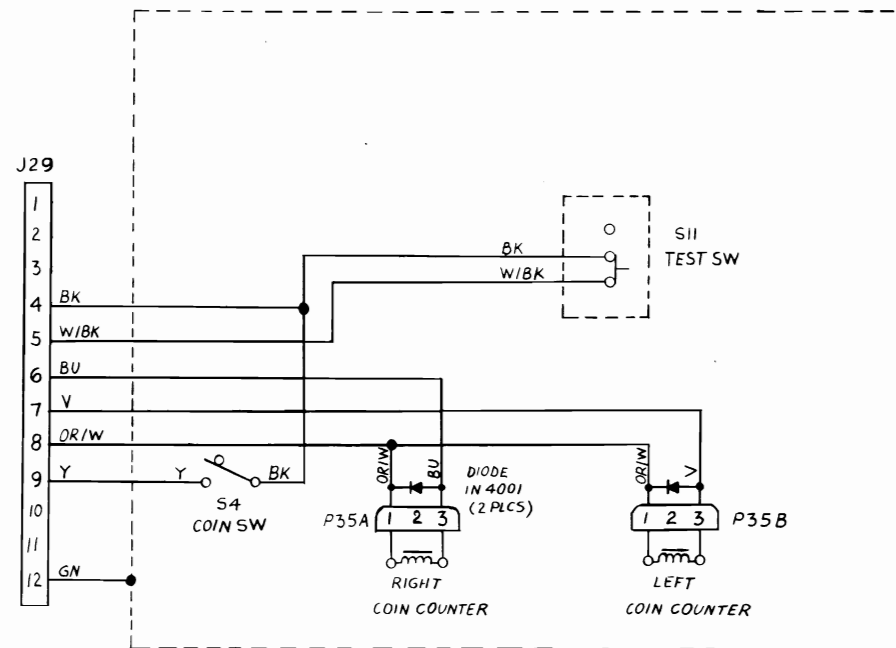 J29
1
2
3
4 BK
5 W/BK
6 BU
7 V
8 OR/W
9 Y
10
11
12 GN
BK
W/BK
S11
TEST SW
Y
BK
S4
COIN SW
OR/W
BU
DIODE
IN 4001
(2 PLCS)
P35A
1 2 3
RIGHT
COIN COUNTER
OR/W
V
1 2 3
P35B
LEFT
COIN COUNTER